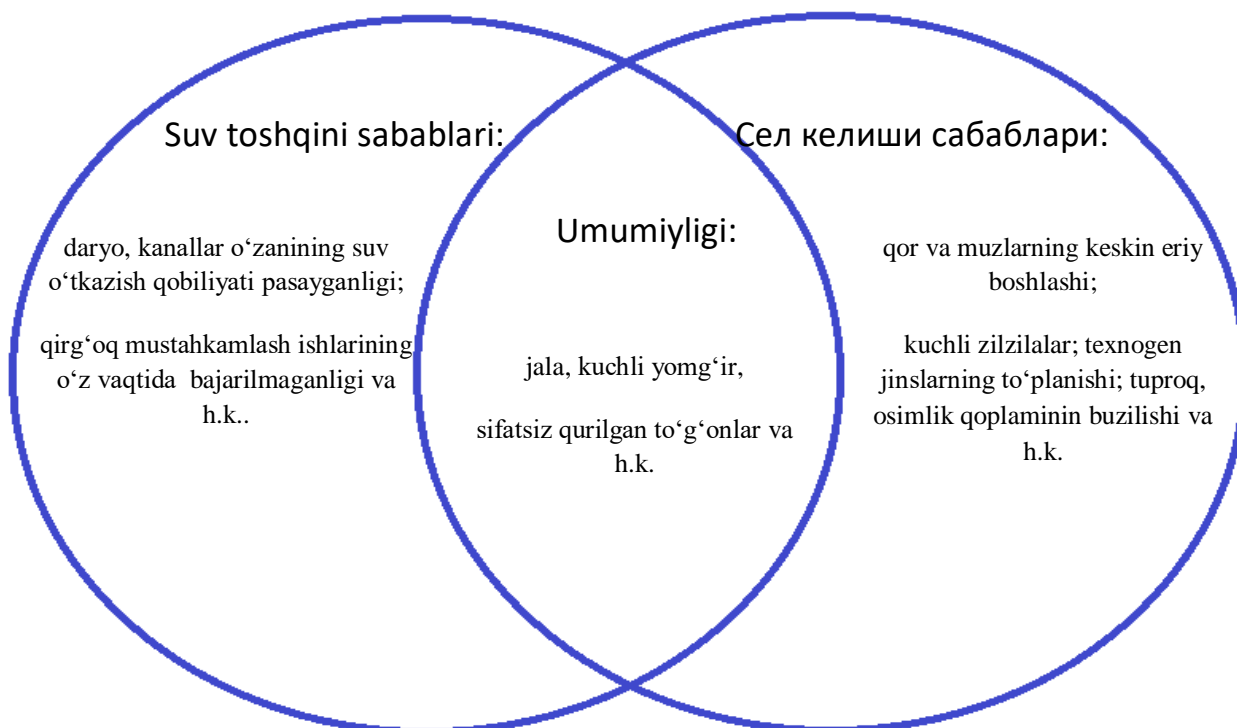 Suv toshqini sabablari:
daryo, kanallar o‘zanining suv
o‘tkazish qobiliyati pasayganligi;
qirg‘oq mustahkamlash ishlarining
o‘z vaqtida bajarilmaganligi va
h.k..
Umumiyligi:
jala, kuchli yomg‘ir,
sifatsiz qurilgan to‘g‘onlar va
h.k.
Сел келиши сабаблари:
qor va muzlarning keskin eriy
boshlashi;
kuchli zilzilalar; texnogen
jinslarning to‘planishi; tuproq,
osimlik qoplaminin buzilishi va
h.k.